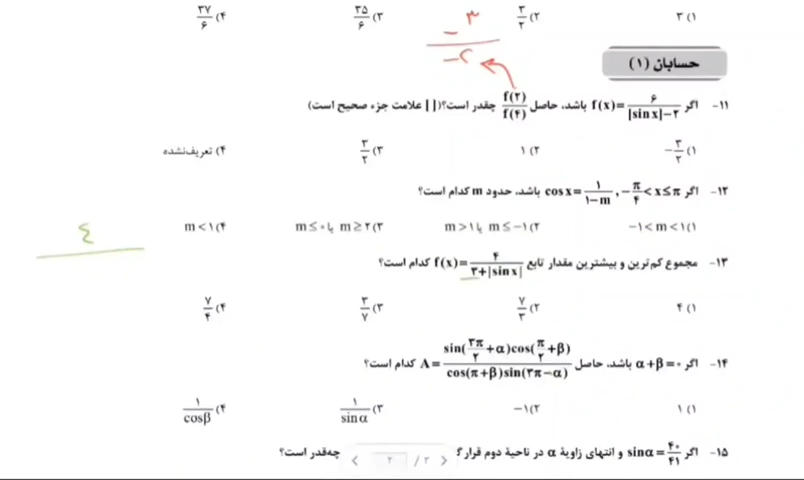 ۱) ۳ ۲) ۳/۲ ۳) ۳۵/۶ ۴) ۳۷/۶
-۳
-۲
حسابان (۱)
۱۱- اگر f(x)=۶/([sin x]-۲) باشد، حاصل f(۲)/f(۴) چقدر است؟([ ] علامت جزء صحیح است)
۱) -۳/۲ ۲) ۱ ۳) ۳/۲ ۴) تعریف‌نشده
۱۲- اگر cos x=۱/(۱-m) , -π/۴<x≤π باشد، حدود m کدام است؟
۱) -۱<m<۱ ۲) m≤-۱ یا m>۱ ۳) m≥۲ یا m≤۰ ۴) m<۱
۴
۱۳- مجموع کم‌ترین و بیشترین مقدار تابع f(x)=۴/(۳+|sin x|) کدام است؟
۱) ۴ ۲) ۷/۳ ۳) ۳/۷ ۴) ۷/۴
۱۴- اگر α+β=۰ باشد، حاصل A=(sin(۳π/۲+α)cos(π/۲+β))/(cos(π+β)sin(۳π-α)) کدام است؟
۱) ۱ ۲) -۱ ۳) ۱/sin α ۴) ۱/cosβ
۱۵- اگر sinα=۴۰/۴۱ و انتهای زاویهٔ α در ناحیهٔ دوم قرار چه‌قدر است؟
۲ / ۳